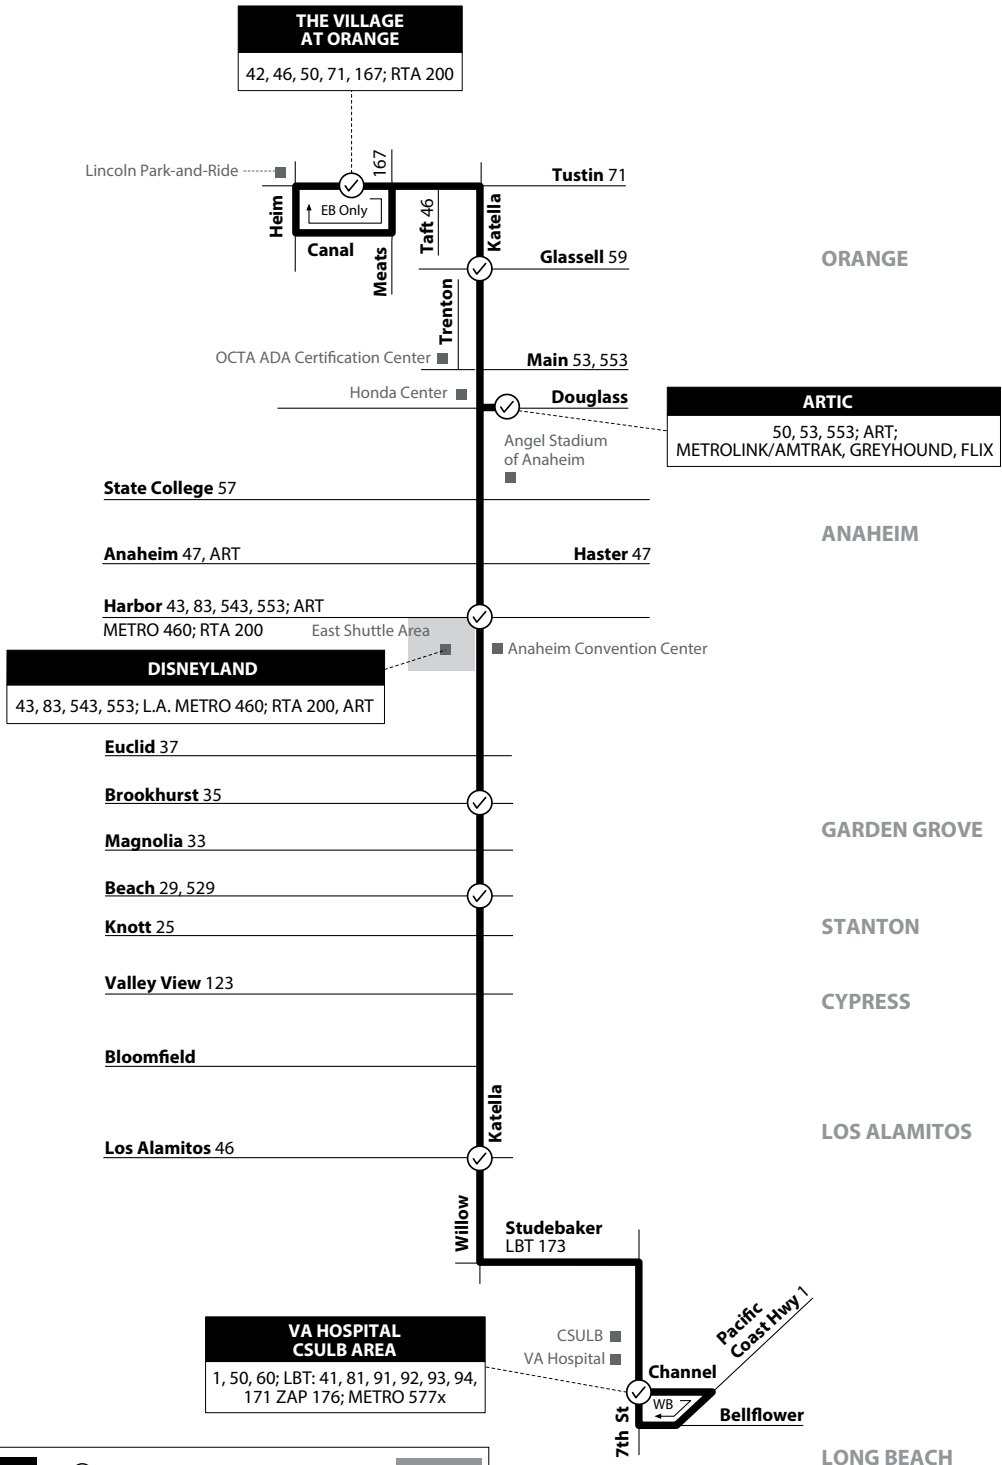 THE VILLAGE
AT ORANGE
42, 46, 50, 71, 167; RTA 200
Lincoln Park-and-Ride
167
Tustin 71
Heim
EB Only
Canal
Meats
Taft 46
Katella
Glassell 59
ORANGE
Trenton
OCTA ADA Certification Center
Main 53, 553
Honda Center
Douglass
ARTIC
50, 53, 553; ART;
METROLINK/AMTRAK, GREYHOUND, FLIX
Angel Stadium
of Anaheim
State College 57
ANAHEIM
Anaheim 47, ART
Haster 47
Harbor 43, 83, 543, 553; ART
METRO 460; RTA 200
East Shuttle Area
Anaheim Convention Center
DISNEYLAND
43, 83, 543, 553; L.A. METRO 460; RTA 200, ART
Euclid 37
Brookhurst 35
GARDEN GROVE
Magnolia 33
Beach 29, 529
Knott 25
STANTON
Valley View 123
CYPRESS
Bloomfield
Katella
LOS ALAMITOS
Los Alamitos 46
Willow
Studebaker
LBT 173
Pacific
Coast Hwy 1
VA HOSPITAL
CSULB AREA
1, 50, 60; LBT: 41, 81, 91, 92, 93, 94,
171 ZAP 176; METRO 577x
CSULB
VA Hospital
Channel
WB
Bellflower
7th St
LONG BEACH